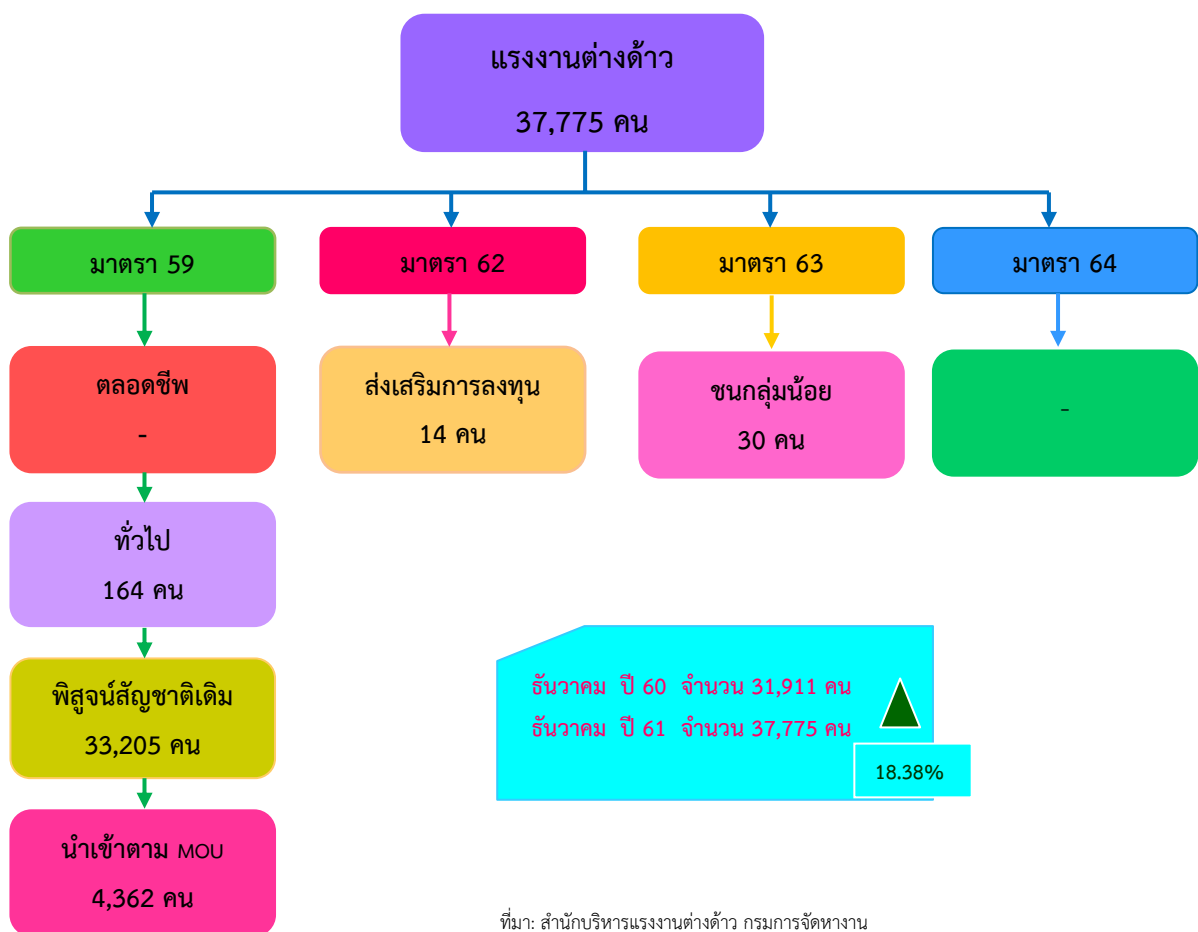 แรงงานต่างด้าว
37,775 คน
มาตรา 59
มาตรา 62
มาตรา 63
มาตรา 64
ตลอดชีพ
-
ส่งเสริมการลงทุน
14 คน
ชนกลุ่มน้อย
30 คน
-
ทั่วไป
164 คน
พิสูจน์สัญชาติเดิม
33,205 คน
นำเข้าตาม MOU
4,362 คน
ธันวาคม ปี 60 จำนวน 31,911 คน
ธันวาคม ปี 61 จำนวน 37,775 คน
18.38%
ที่มา: สำนักบริหารแรงงานต่างด้าว กรมการจัดหางาน